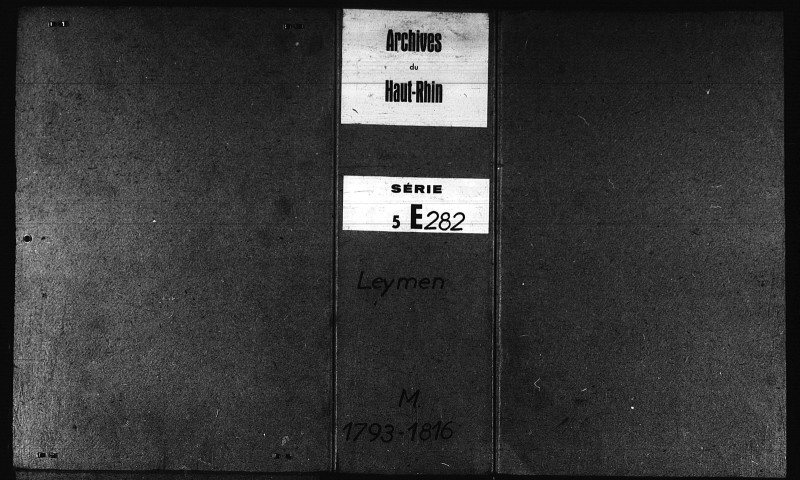 Archives
du
Haut-Rhin
SÉRIE
5 E282
Leymen
M
1793-1816